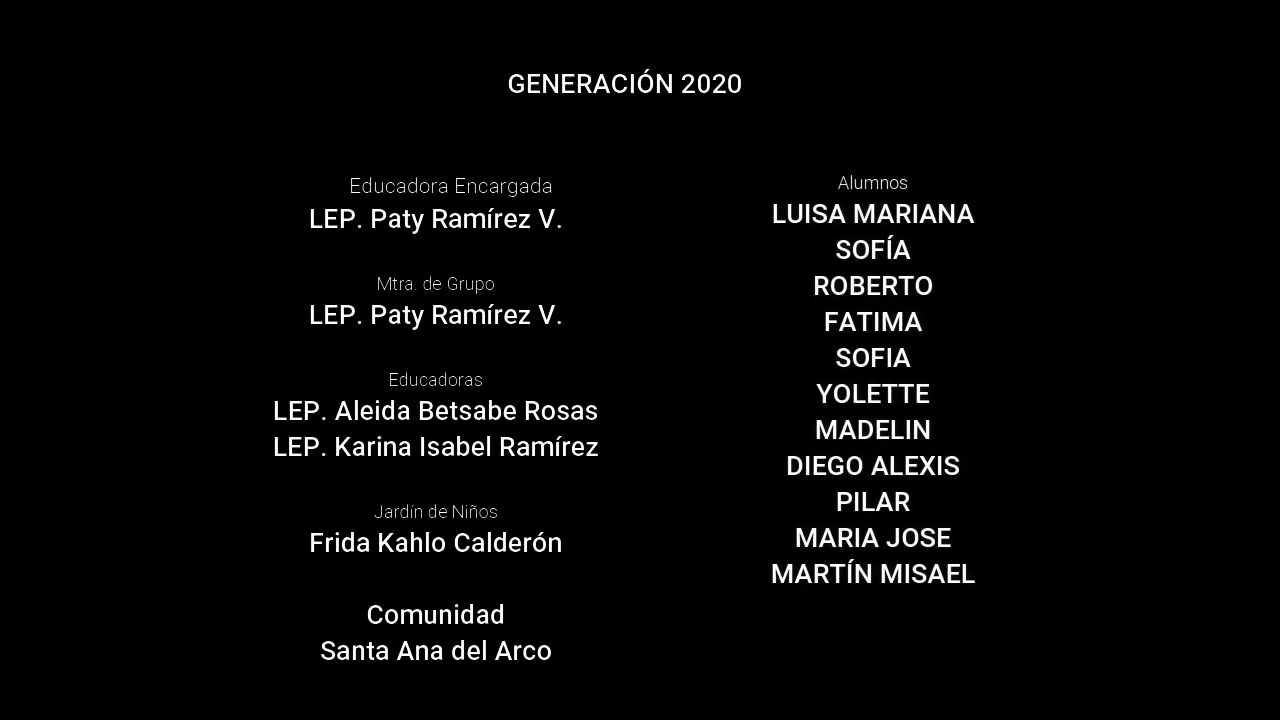 GENERACIÓN 2020
Educadora Encargada
LEP. Paty Ramírez V.
Mtra. de Grupo
LEP. Paty Ramírez V.
Educadoras
LEP. Aleida Betsabe Rosas
LEP. Karina Isabel Ramírez
Jardín de Niños
Frida Kahlo Calderón
Comunidad
Santa Ana del Arco
Alumnos
LUISA MARIANA
SOFÍA
ROBERTO
FATIMA
SOFIA
YOLETTE
MADELIN
DIEGO ALEXIS
PILAR
MARIA JOSE
MARTÍN MISAEL